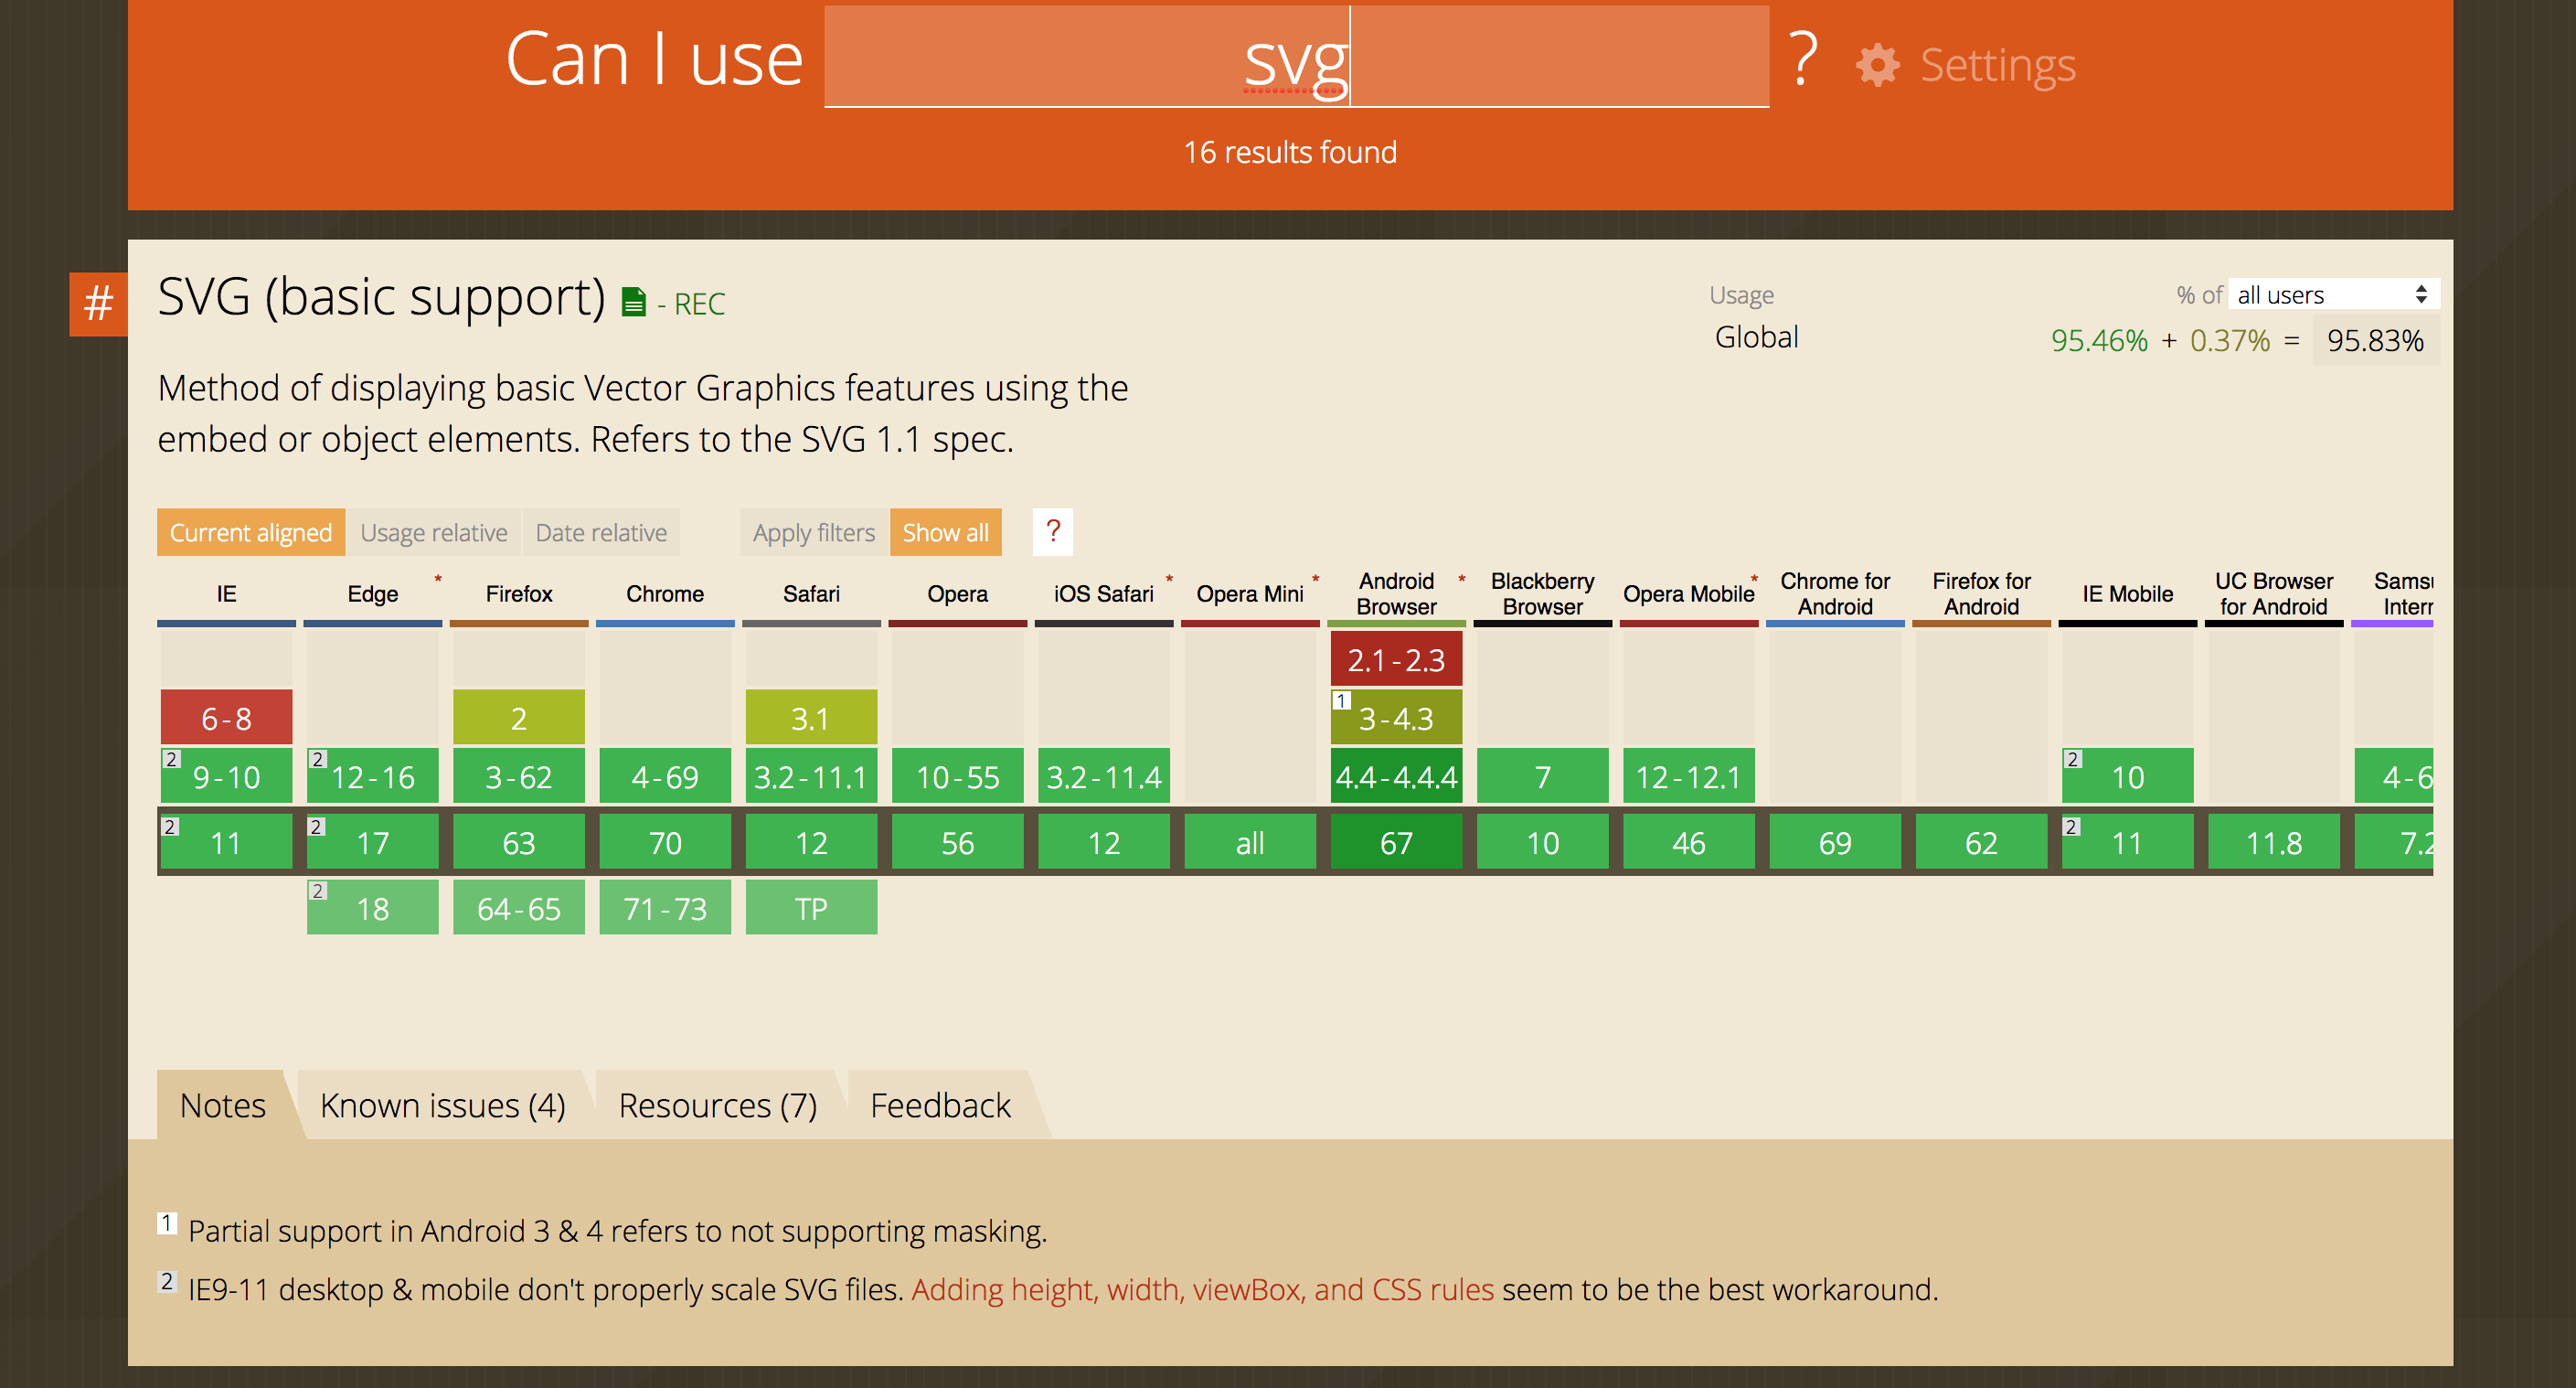 Can I use svg ? Settings
16 results found
# SVG (basic support) - REC
Usage % of all users
Global 95.46% + 0.37% = 95.83%
Method of displaying basic Vector Graphics features using the
embed or object elements. Refers to the SVG 1.1 spec.
Current aligned Usage relative Date relative Apply filters Show all ?
IE Edge * Firefox Chrome Safari Opera iOS Safari * Opera Mini * Android Browser * Blackberry Browser Opera Mobile * Chrome for Android Firefox for Android IE Mobile UC Browser for Android
2.1-2.3
6-8 2 3.1 1 3-4.3
2 9-10 2 12-16 3-62 4-69 3.2-11.1 10-55 3.2-11.4 4.4-4.4.4 7 12-12.1 2 10 4-6
2 11 2 17 63 70 12 56 12 all 67 10 46 69 62 2 11 11.8 7.2
2 18 64-65 71-73 TP
Notes Known issues (4) Resources (7) Feedback
1 Partial support in Android 3 & 4 refers to not supporting masking.
2 IE9-11 desktop & mobile don't properly scale SVG files. Adding height, width, viewBox, and CSS rules seem to be the best workaround.